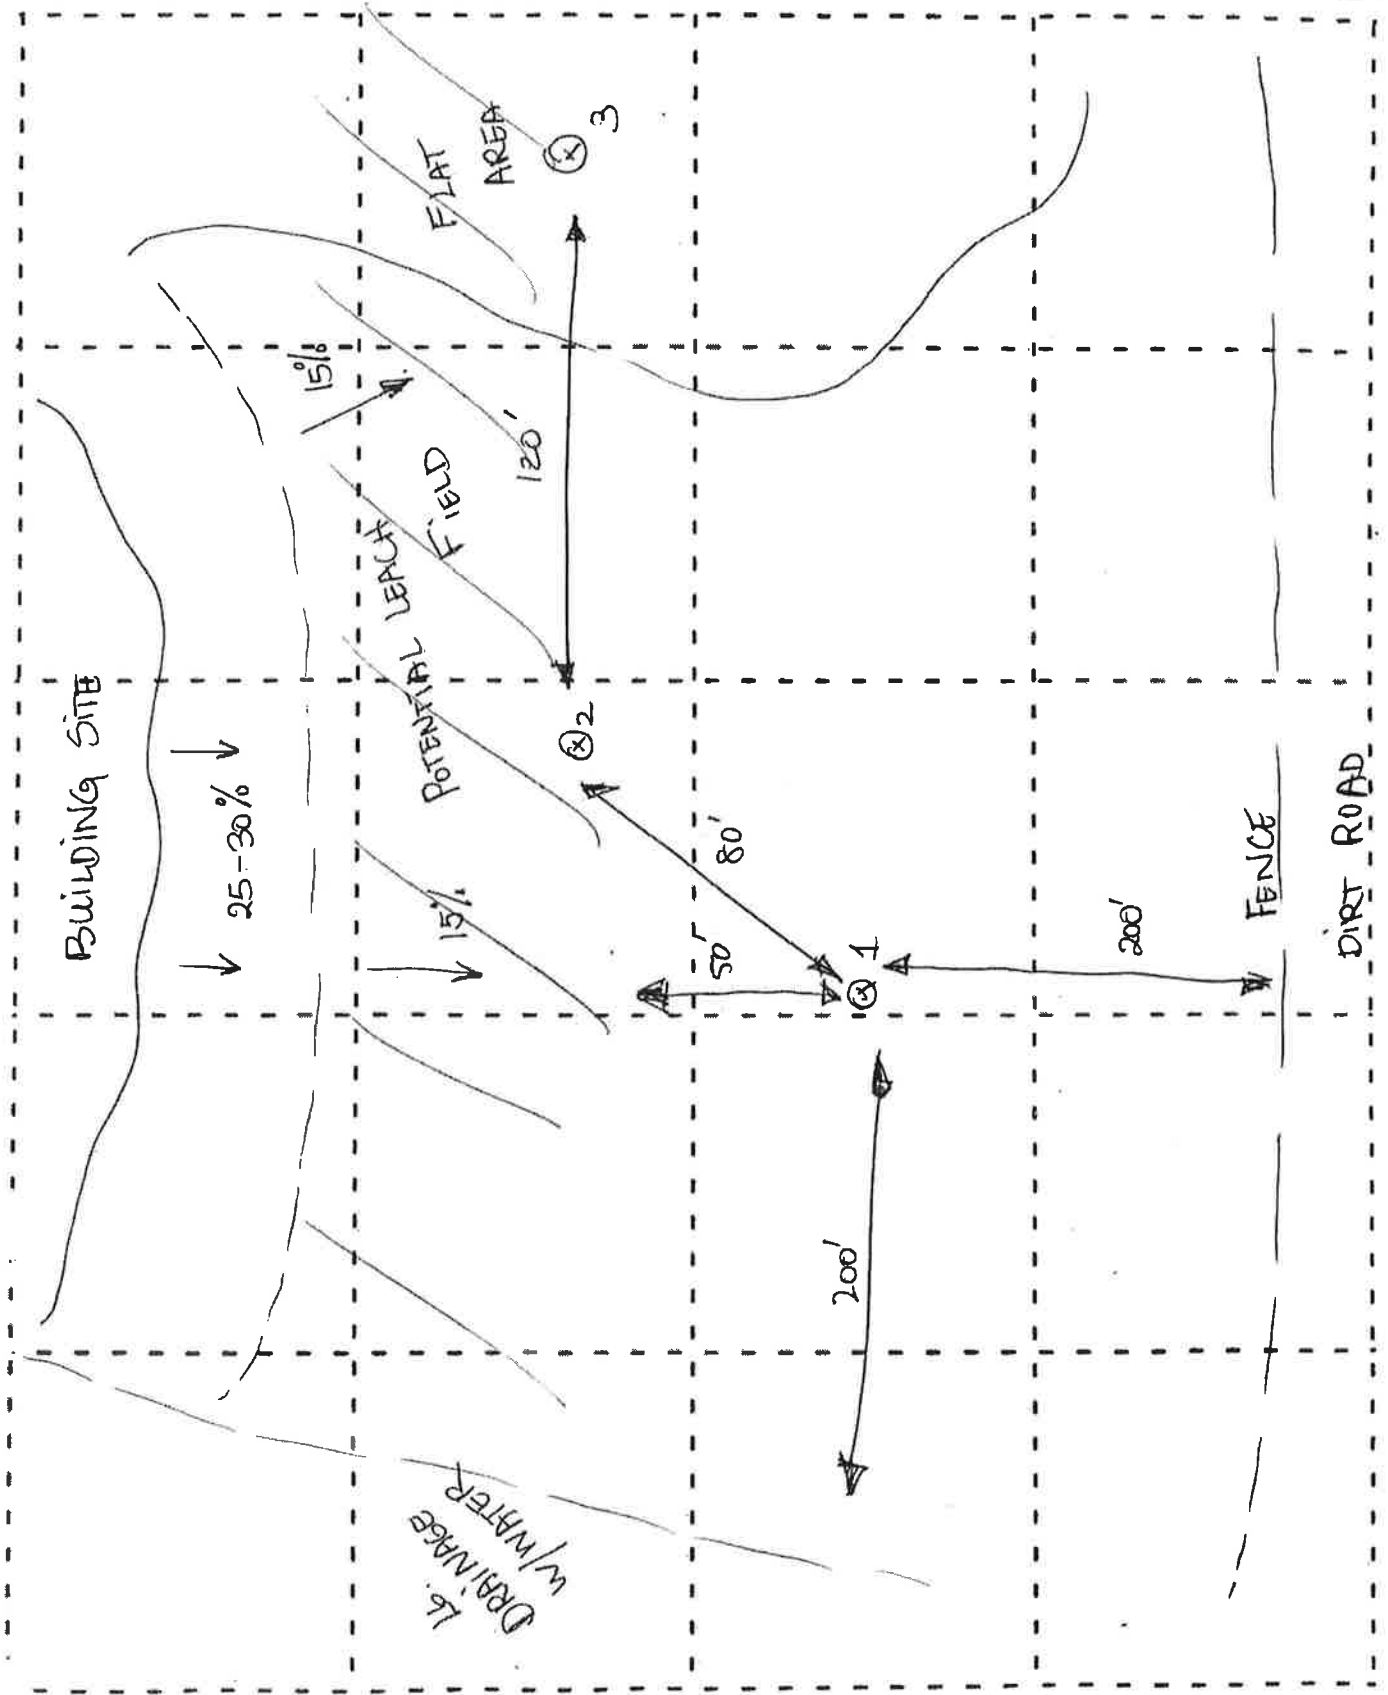 BUILDING SITE
25-30%
15%
15%
POTENTIAL LEACH
FIELD
FLAT
AREA
3
120'
2
80'
50'
1
200'
200'
LG.
DRAINAGE
W/WATER
FENCE
DIRT ROAD